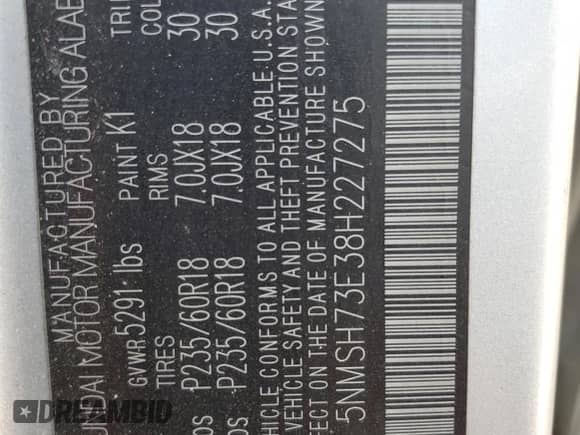 MANUFACTURED BY
UNDAI MOTOR MANUFACTURING ALAB
GVWR 5291 lbs PAINT K1 TRI
TIRES RIMS COL
P235/60R18 7.0JX18 30
P235/60R18 7.0JX18 30
HICLE CONFORMS TO ALL APPLICABLE U.S.A.
VEHICLE SAFETY AND THEFT PREVENTION STA
FECT ON THE DATE OF MANUFACTURE SHOWN
5NMSH73E38H227275
DREAMBID